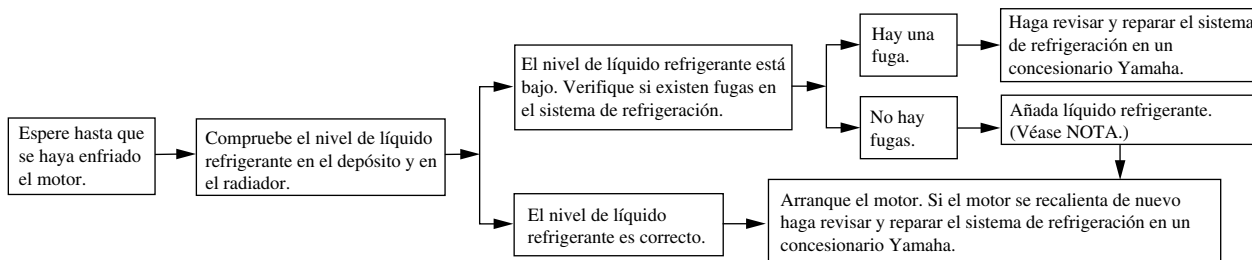 Espere hasta que
se haya enfriado
el motor.
Compruebe el nivel de líquido
refrigerante en el depósito y en
el radiador.
El nivel de líquido refrigerante está
bajo. Verifique si existen fugas en
el sistema de refrigeración.
Hay una
fuga.
Haga revisar y reparar el sistema
de refrigeración en un
concesionario Yamaha.
No hay
fugas.
Añada líquido refrigerante.
(Véase NOTA.)
El nivel de líquido
refrigerante es correcto.
Arranque el motor. Si el motor se recalienta de nuevo
haga revisar y reparar el sistema de refrigeración en un
concesionario Yamaha.